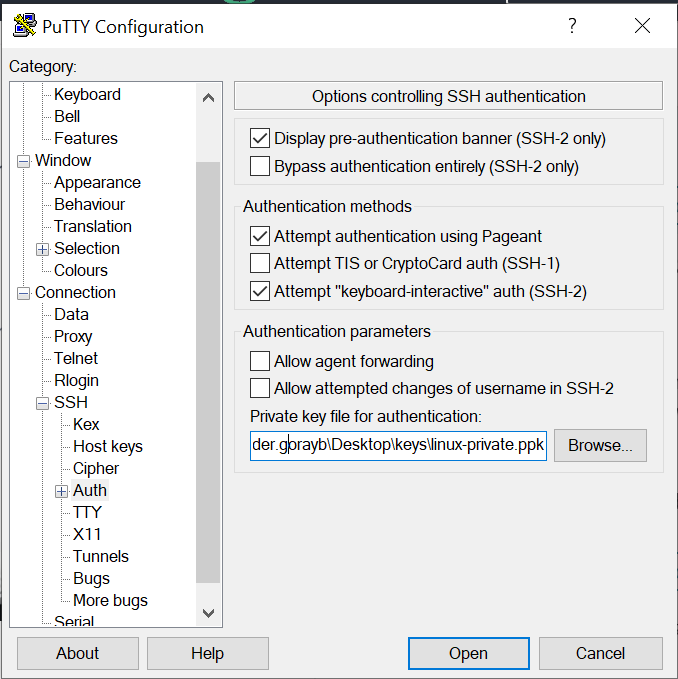 PuTTY Configuration
?
Category:
Keyboard
Bell
Features
Window
Appearance
Behaviour
Translation
Selection
Colours
Connection
Data
Proxy
Telnet
Rlogin
SSH
Kex
Host keys
Cipher
Auth
TTY
X11
Tunnels
Bugs
More bugs
Serial
Options controlling SSH authentication
Display pre-authentication banner (SSH-2 only)
Bypass authentication entirely (SSH-2 only)
Authentication methods
Attempt authentication using Pageant
Attempt TIS or CryptoCard auth (SSH-1)
Attempt "keyboard-interactive" auth (SSH-2)
Authentication parameters
Allow agent forwarding
Allow attempted changes of username in SSH-2
Private key file for authentication:
der.gorayb\Desktop\keys\linux-private.ppk
Browse...
About
Help
Open
Cancel